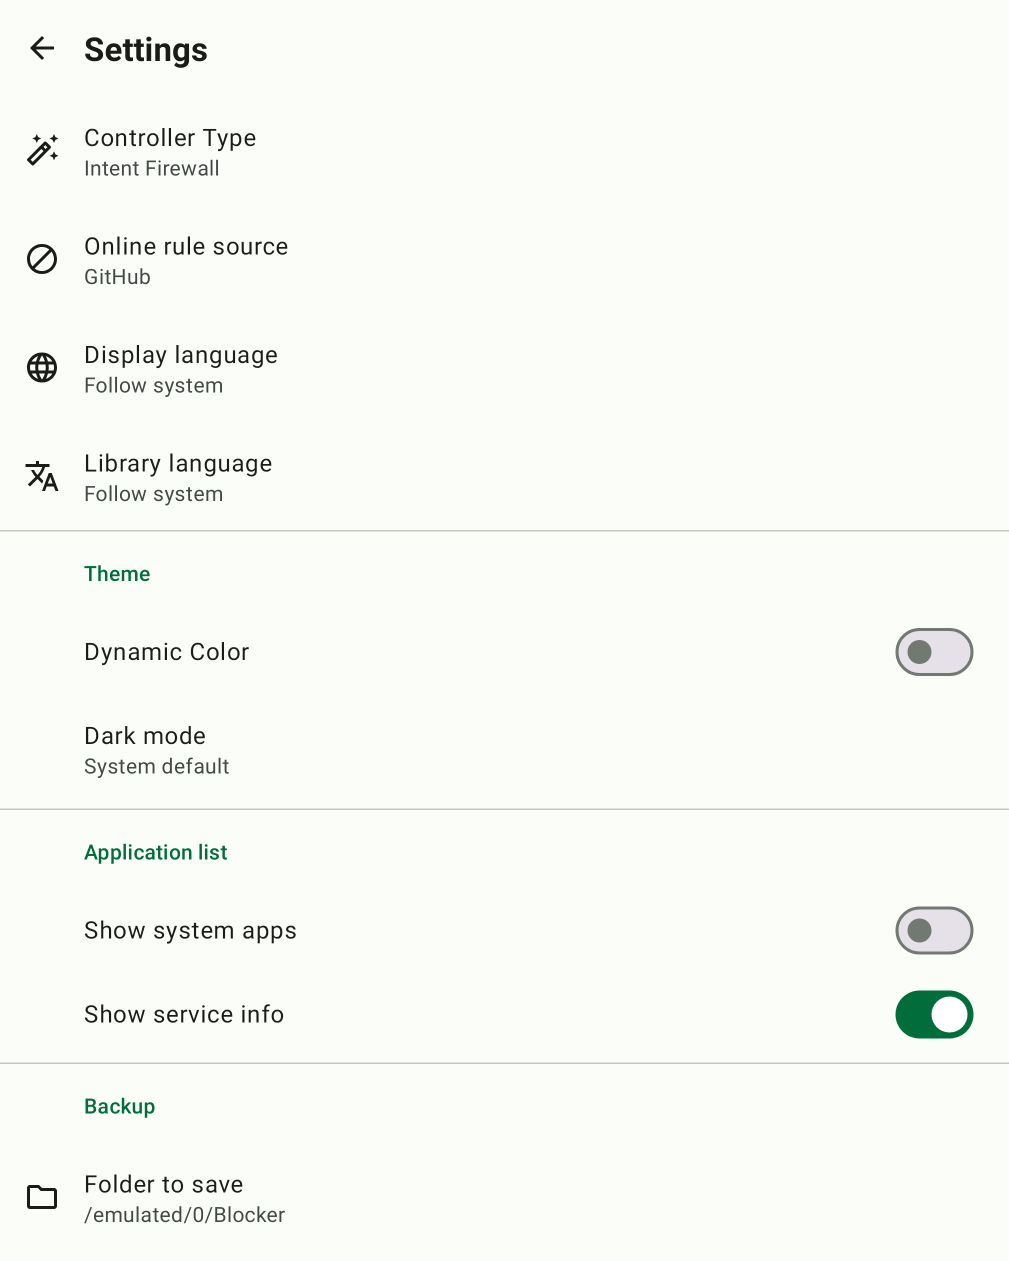 Settings
Controller Type
Intent Firewall
Online rule source
GitHub
Display language
Follow system
Library language
Follow system
Theme
Dynamic Color
Dark mode
System default
Application list
Show system apps
Show service info
Backup
Folder to save
/emulated/0/Blocker